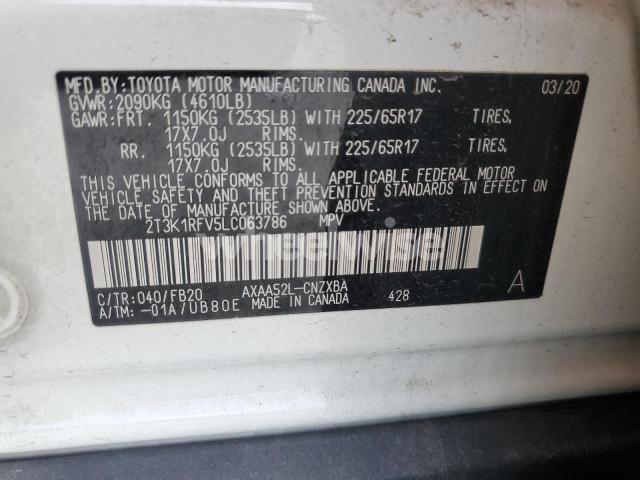 MFD.BY:TOYOTA MOTOR MANUFACTURING CANADA INC. 03/20
GVWR:2090KG (4610LB)
GAWR:FRT. 1150KG (2535LB) WITH 225/65R17 TIRES,
17X7.0J RIMS.
RR. 1150KG (2535LB) WITH 225/65R17 TIRES,
17X7.0J RIMS.
THIS VEHICLE CONFORMS TO ALL APPLICABLE FEDERAL MOTOR
VEHICLE SAFETY AND THEFT PREVENTION STANDARDS IN EFFECT ON
THE DATE OF MANUFACTURE SHOWN ABOVE.
2T3K1RFV5LC063786 MPV
wheelwise
C/TR:040/FB20 AXAA52L-CNZXBA 428 A
A/TM:-01A/UB80E MADE IN CANADA